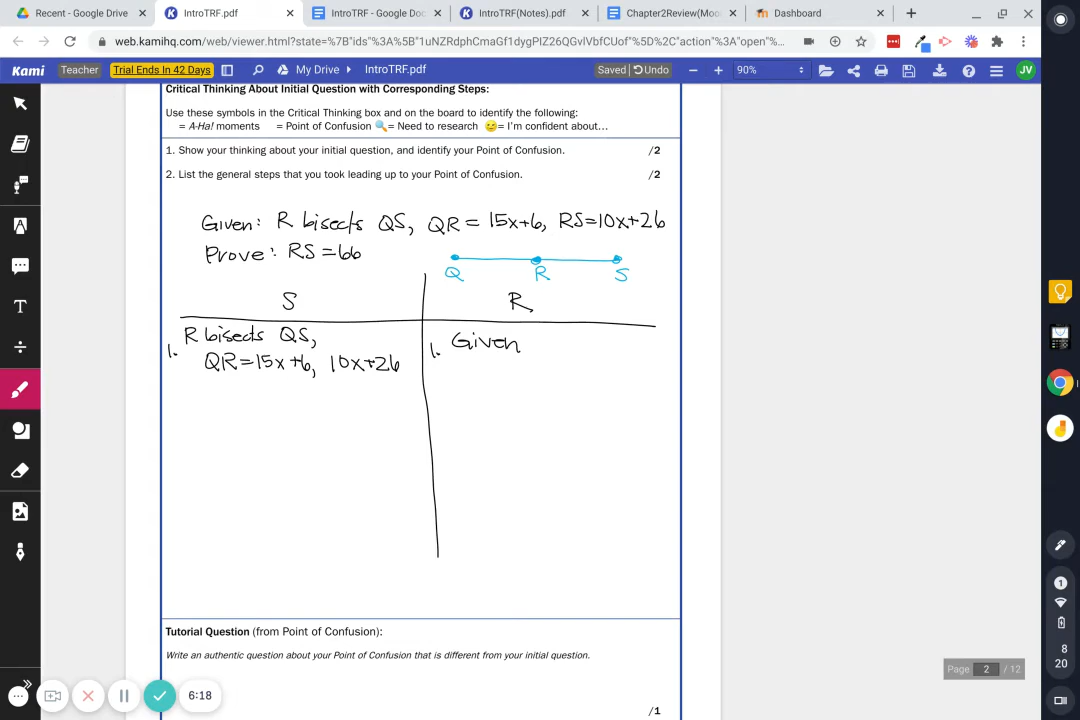 Recent - Google Drive
IntroTRF.pdf
IntroTRF - Google Doc
IntroTRF(Notes).pdf
Chapter2Review(Moo
Dashboard
web.kamihq.com/web/viewer.html?state=%7B"ids"%3A%5B"1uNZRdphCmaGf1dygPIZ26QGvlVbfCUof"%5D%2C"action"%3A"open"%...
Kami
Teacher
Trial Ends In 42 Days
My Drive
IntroTRF.pdf
Saved
Undo
90%
JV
Critical Thinking About Initial Question with Corresponding Steps:
Use these symbols in the Critical Thinking box and on the board to identify the following:
= A-Ha! moments = Point of Confusion 🔍= Need to research 😊= I'm confident about...
1. Show your thinking about your initial question, and identify your Point of Confusion. /2
2. List the general steps that you took leading up to your Point of Confusion. /2
Given: R bisects QS, QR = 15x+6, RS=10x+26
Prove: RS = 66
Q R S
S R
R bisects QS,
1. QR=15x+6, 10x+26
1. Given
Tutorial Question (from Point of Confusion):
Write an authentic question about your Point of Confusion that is different from your initial question.
/1
Page 2 / 12
6:18
1
8
20